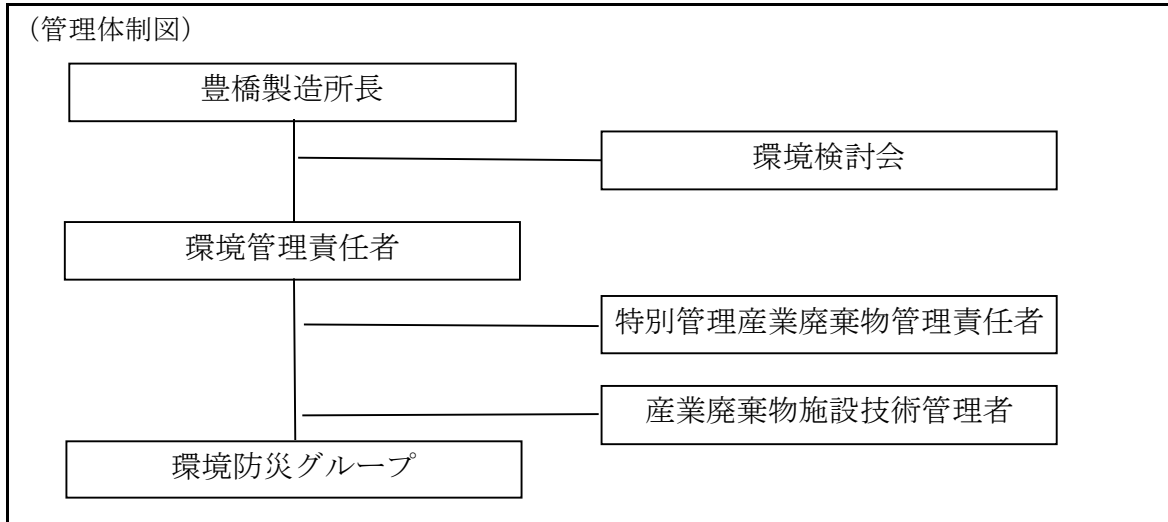 （管理体制図）
豊橋製造所長
環境検討会
環境管理責任者
特別管理産業廃棄物管理責任者
産業廃棄物施設技術管理者
環境防災グループ